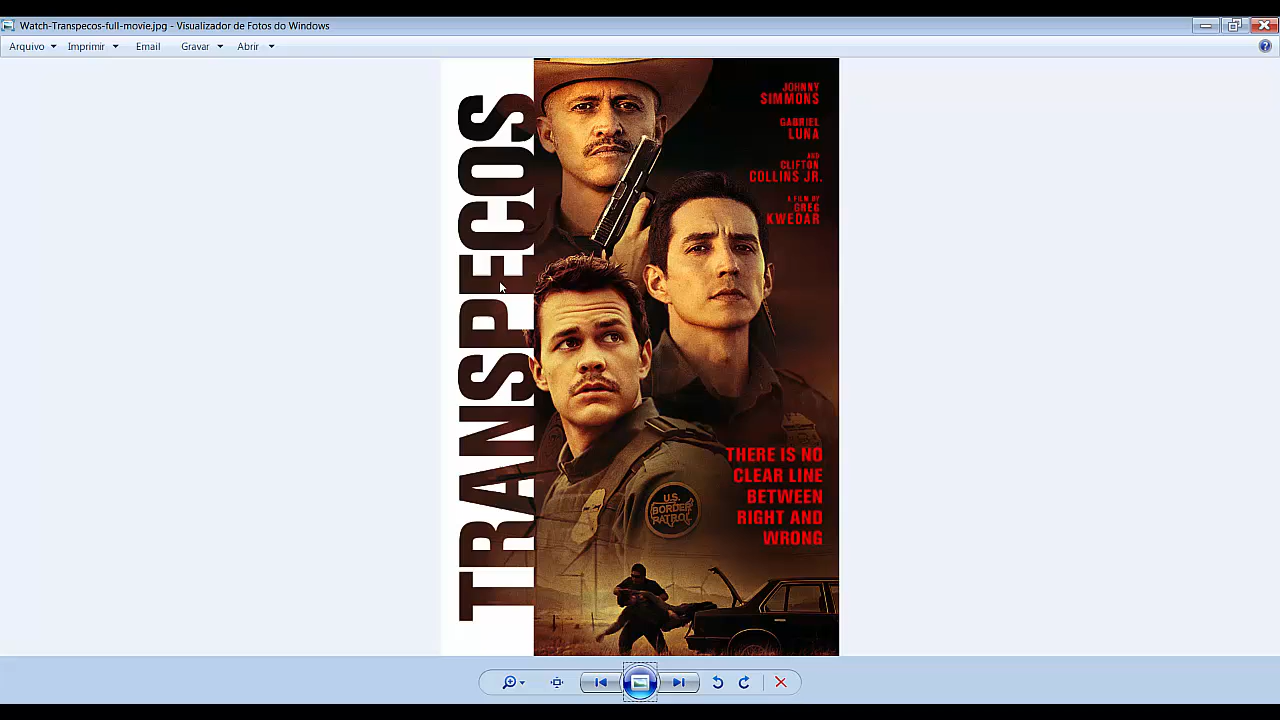 Watch-Transpecos-full-movie.jpg - Visualizador de Fotos do Windows
Arquivo Imprimir Email Gravar Abrir
TRANSPECOS
JOHNNY
SIMMONS
GABRIEL
LUNA
AND
CLIFTON
COLLINS JR.
A FILM BY
GREG
KWEDAR
U.S.
BORDER
PATROL
THERE IS NO
CLEAR LINE
BETWEEN
RIGHT AND
WRONG